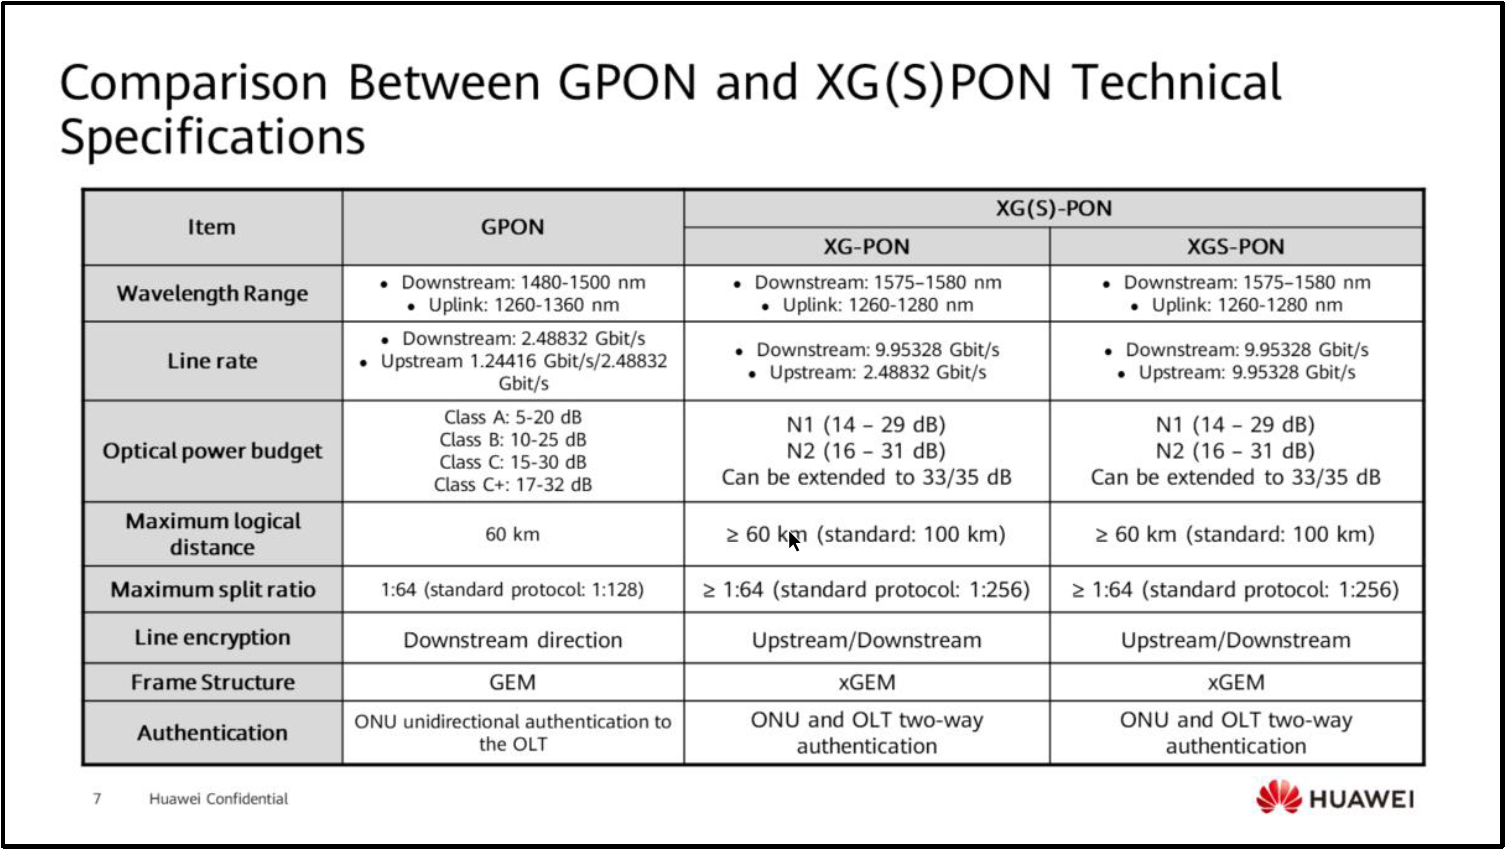 Comparison Between GPON and XG(S)PON Technical
Specifications
Item
GPON
XG(S)-PON
XG-PON
XGS-PON
Wavelength Range
• Downstream: 1480-1500 nm
• Uplink: 1260-1360 nm
• Downstream: 1575–1580 nm
• Uplink: 1260-1280 nm
• Downstream: 1575–1580 nm
• Uplink: 1260-1280 nm
Line rate
• Downstream: 2.48832 Gbit/s
• Upstream 1.24416 Gbit/s/2.48832
Gbit/s
• Downstream: 9.95328 Gbit/s
• Upstream: 2.48832 Gbit/s
• Downstream: 9.95328 Gbit/s
• Upstream: 9.95328 Gbit/s
Optical power budget
Class A: 5-20 dB
Class B: 10-25 dB
Class C: 15-30 dB
Class C+: 17-32 dB
N1 (14 – 29 dB)
N2 (16 – 31 dB)
Can be extended to 33/35 dB
N1 (14 – 29 dB)
N2 (16 – 31 dB)
Can be extended to 33/35 dB
Maximum logical
distance
60 km
≥ 60 km (standard: 100 km)
≥ 60 km (standard: 100 km)
Maximum split ratio
1:64 (standard protocol: 1:128)
≥ 1:64 (standard protocol: 1:256)
≥ 1:64 (standard protocol: 1:256)
Line encryption
Downstream direction
Upstream/Downstream
Upstream/Downstream
Frame Structure
GEM
xGEM
xGEM
Authentication
ONU unidirectional authentication to
the OLT
ONU and OLT two-way
authentication
ONU and OLT two-way
authentication
7
Huawei Confidential
HUAWEI